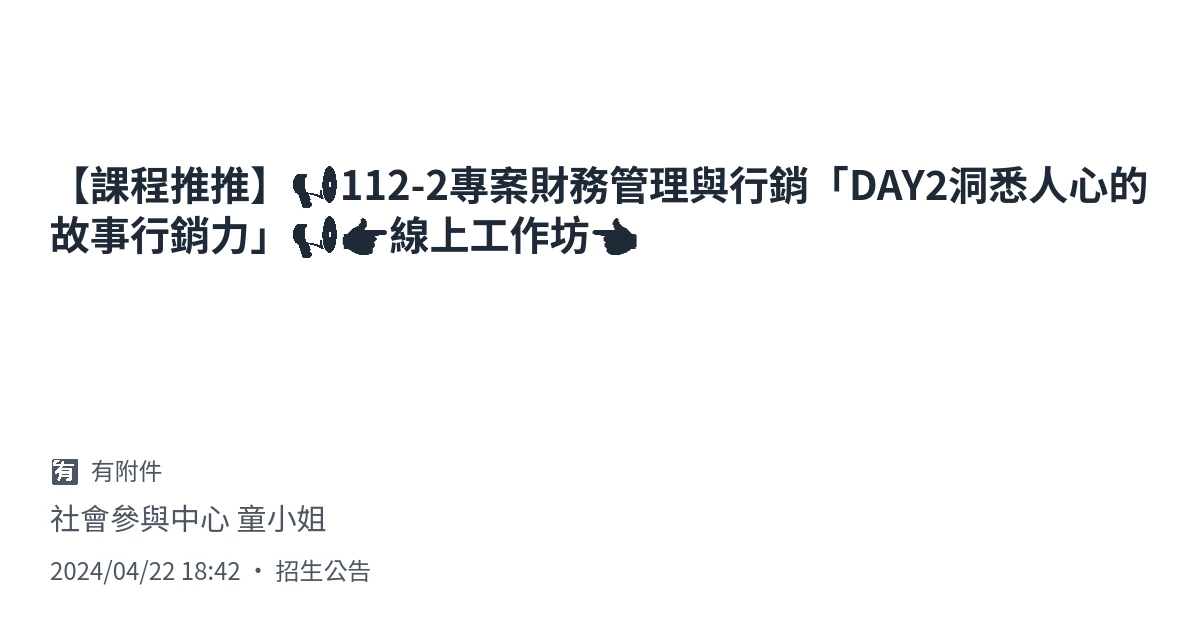 【課程推推】📢112-2專案財務管理與行銷「DAY2洞悉人心的
故事行銷力」📢👉線上工作坊👈
🈶 有附件
社會參與中心 童小姐
2024/04/22 18:42 • 招生公告